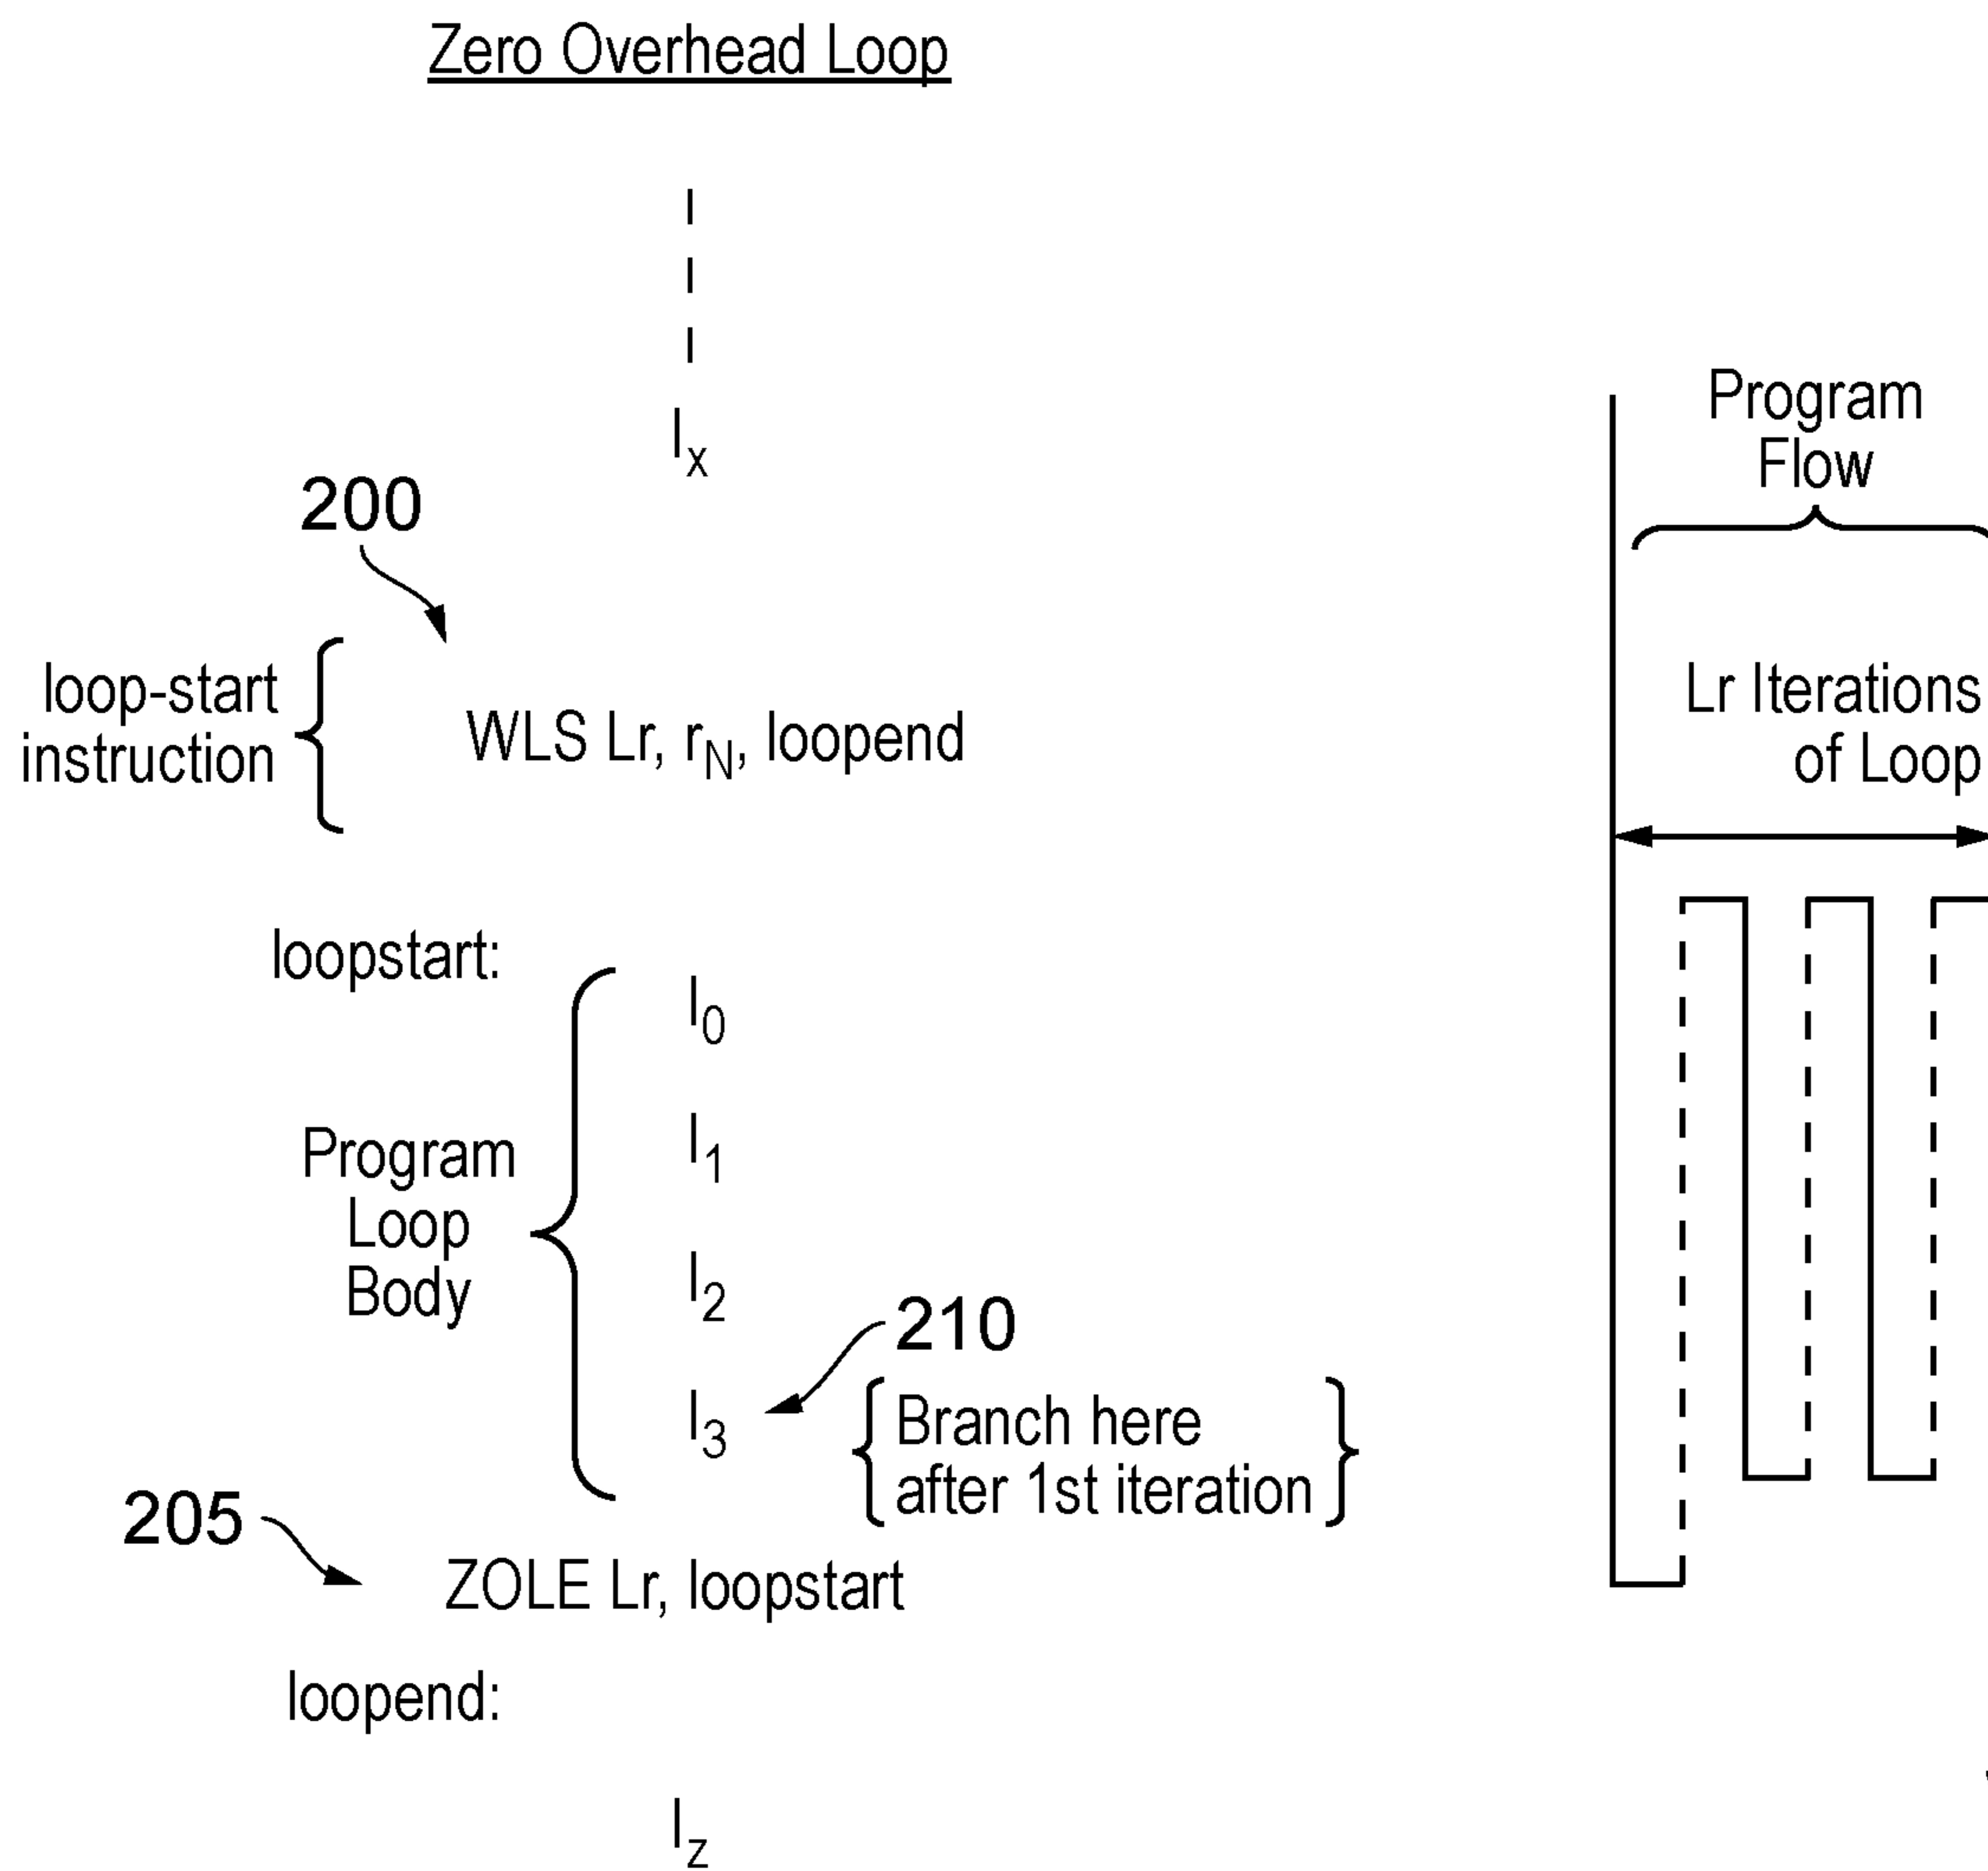 Zero Overhead Loop
Ix
200
loop-start
instruction
WLS Lr, rN, loopend
loopstart:
I0
I1
I2
I3
Program
Loop
Body
210
Branch here
after 1st iteration
205
ZOLE Lr, loopstart
loopend:
Iz
Program
Flow
Lr Iterations
of Loop